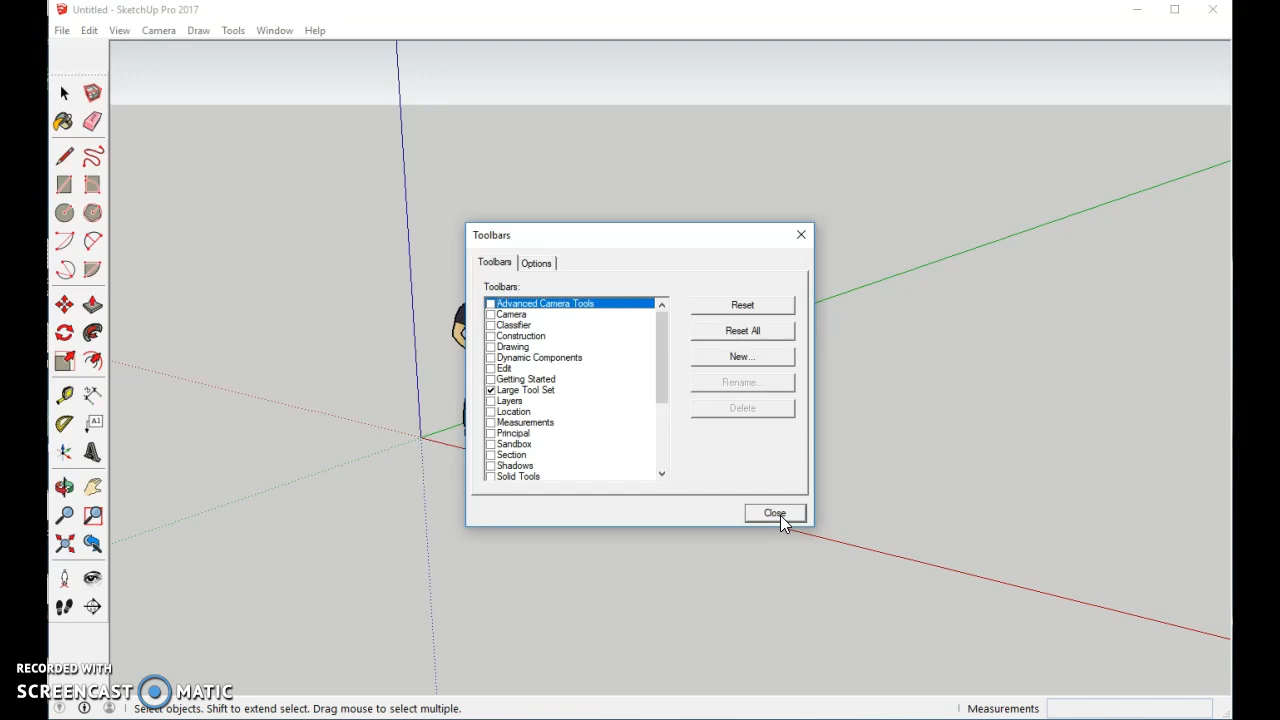 Untitled - SketchUp Pro 2017
File Edit View Camera Draw Tools Window Help
A1
Toolbars
Toolbars Options
Toolbars:
Advanced Camera Tools
Camera
Classifier
Construction
Drawing
Dynamic Components
Edit
Getting Started
Large Tool Set
Layers
Location
Measurements
Principal
Sandbox
Section
Shadows
Solid Tools
Reset
Reset All
New...
Rename...
Delete
Close
RECORDED WITH
SCREENCAST MATIC
Select objects. Shift to extend select. Drag mouse to select multiple.
Measurements